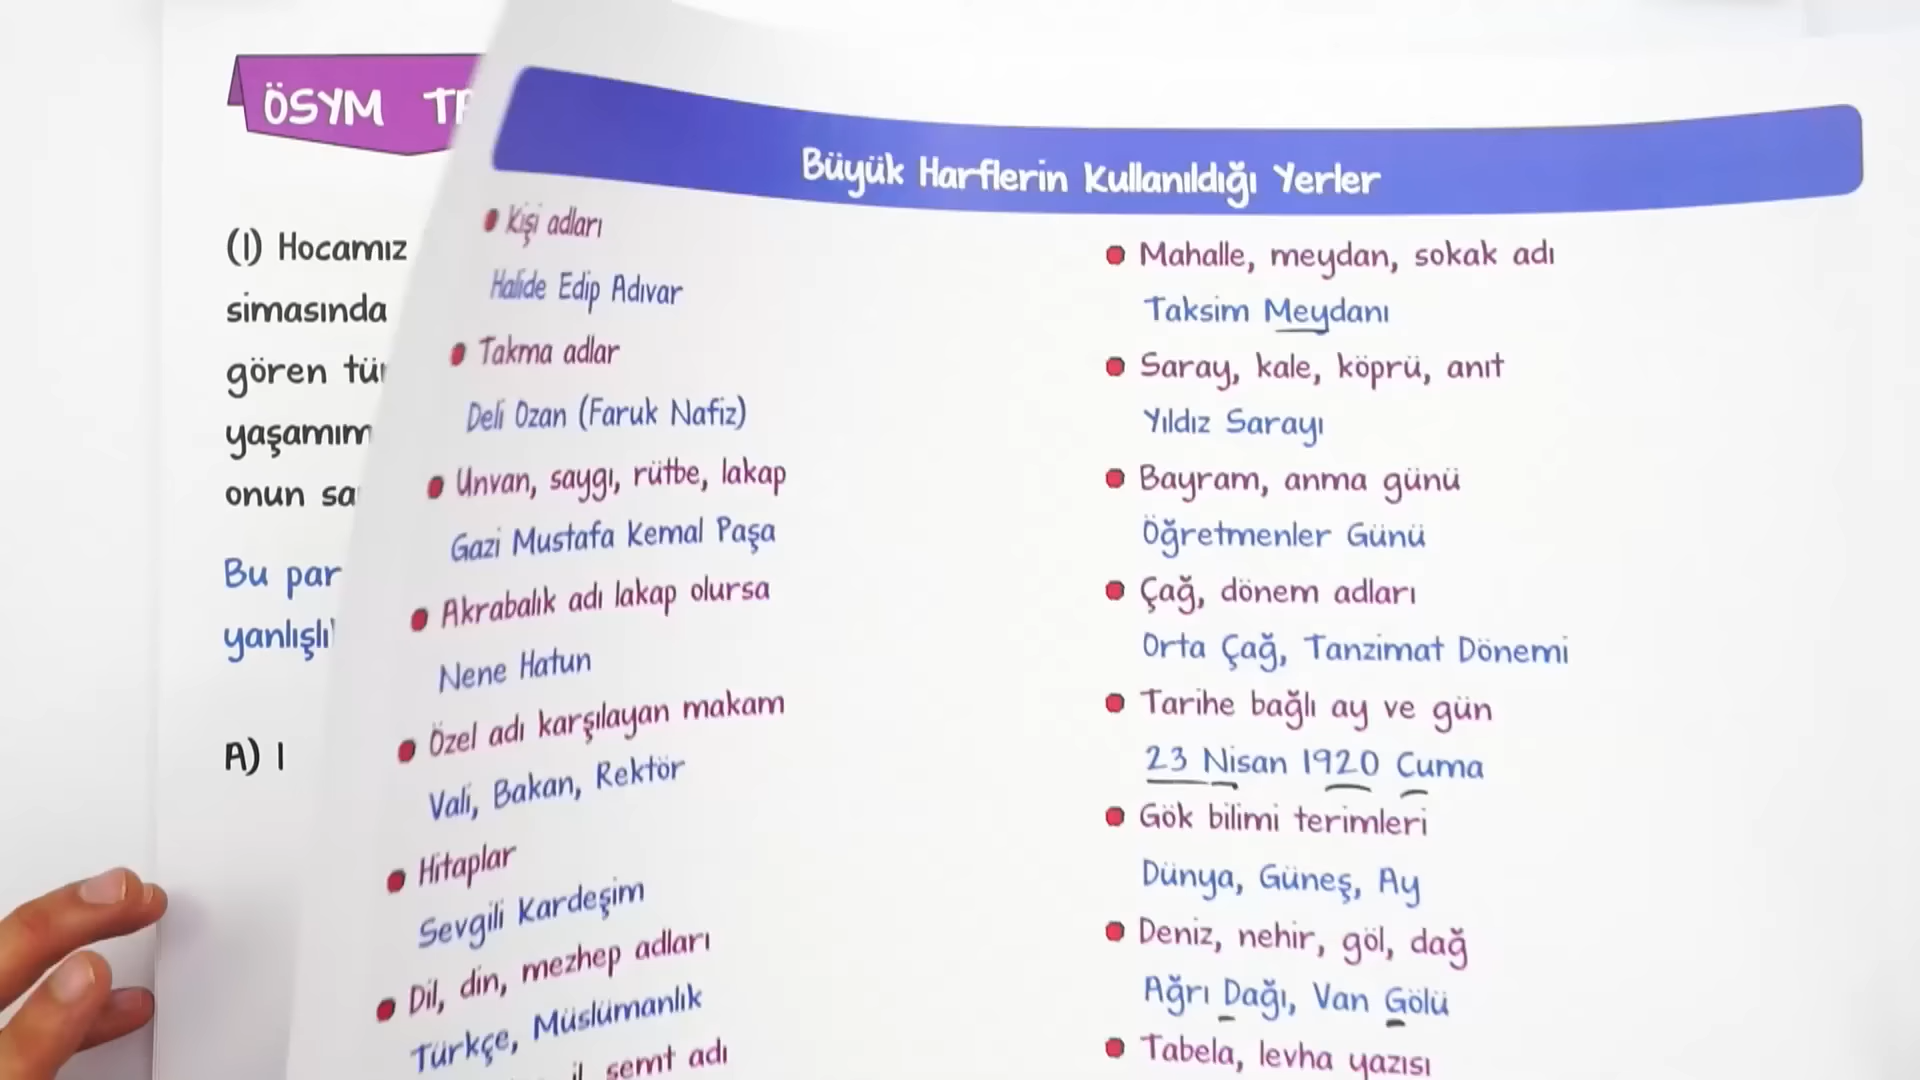 ÖSYM
(I) Hocamız
simasında
gören
yaşamım
onun
Bu
A) I
Büyük Harflerin Kullanıldığı Yerler
Kişi adları
Halide Edip Adıvar
Takma adlar
Deli Ozan (Faruk Nafiz)
Unvan, saygı, rütbe, lakap
Gazi Mustafa Kemal Paşa
Akrabalık adı lakap olursa
Nene Hatun
Özel adı karşılayan makam
Vali, Bakan, Rektör
Hitaplar
Sevgili Kardeşim
Dil, din, mezhep adları
Türkçe, Müslümanlık
il, semt adı
Mahalle, meydan, sokak adı
Taksim Meydanı
Saray, kale, köprü, anıt
Yıldız Sarayı
Bayram, anma günü
Öğretmenler Günü
Çağ, dönem adları
Orta Çağ, Tanzimat Dönemi
Tarihe bağlı ay ve gün
23 Nisan 1920 Cuma
Gök bilimi terimleri
Dünya, Güneş, Ay
Deniz, nehir, göl, dağ
Ağrı Dağı, Van Gölü
Tabela, levha yazısı